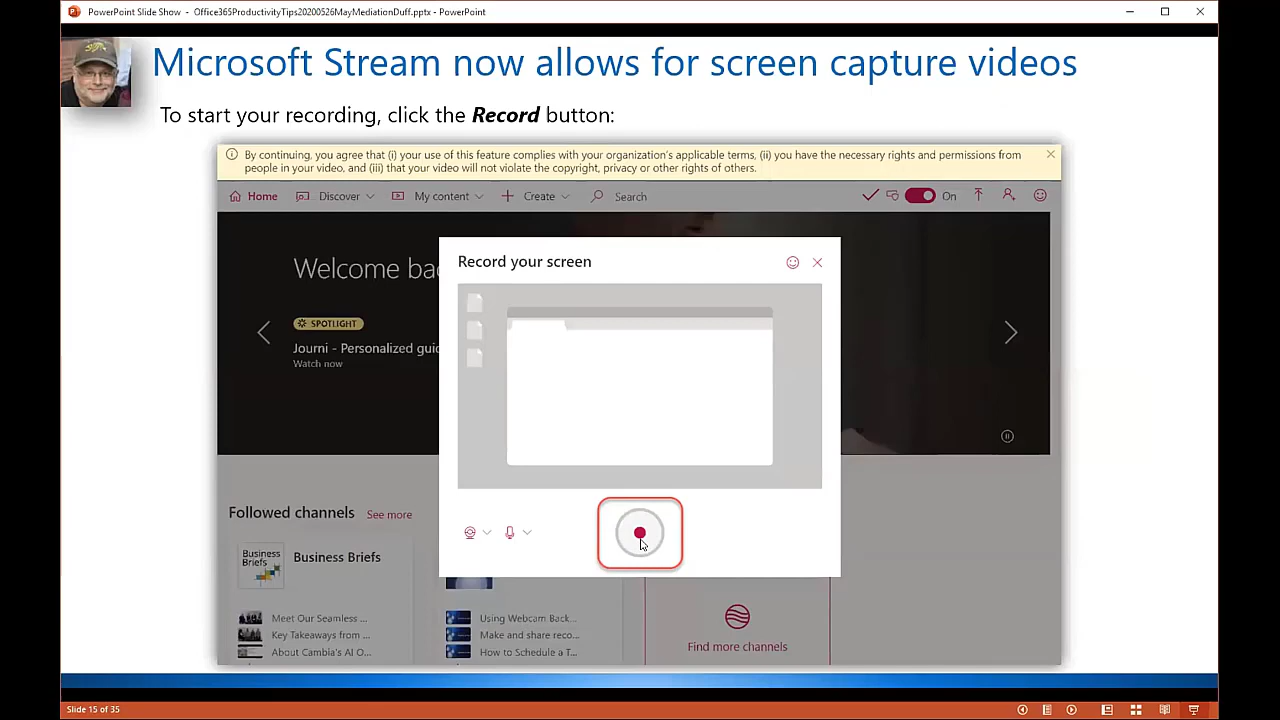 PowerPoint Slide Show - Office365ProductivityTips20200526MayMediationDuff.pptx - PowerPoint
Microsoft Stream now allows for screen capture videos
To start your recording, click the Record button:
By continuing, you agree that (i) your use of this feature complies with your organization's applicable terms, (ii) you have the necessary rights and permissions from
people in your video, and (iii) that your video will not violate the copyright, privacy or other rights of others.
Home Discover My content Create Search On
Record your screen
Welcome bac
SPOTLIGHT
Journi - Personalized guid
Watch now
Followed channels See more
Business Briefs
Business Briefs
Meet Our Seamless ...
Key Takeaways from ...
About Cambia's AI O...
Using Webcam Back...
Make and share reco...
How to Schedule a T...
Find more channels
Slide 15 of 35